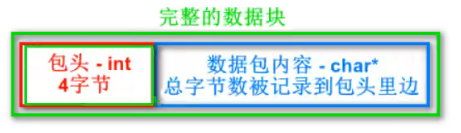 完整的数据块
包头 - int
4字节
数据包内容 - char*
总字节数被记录到包头里边